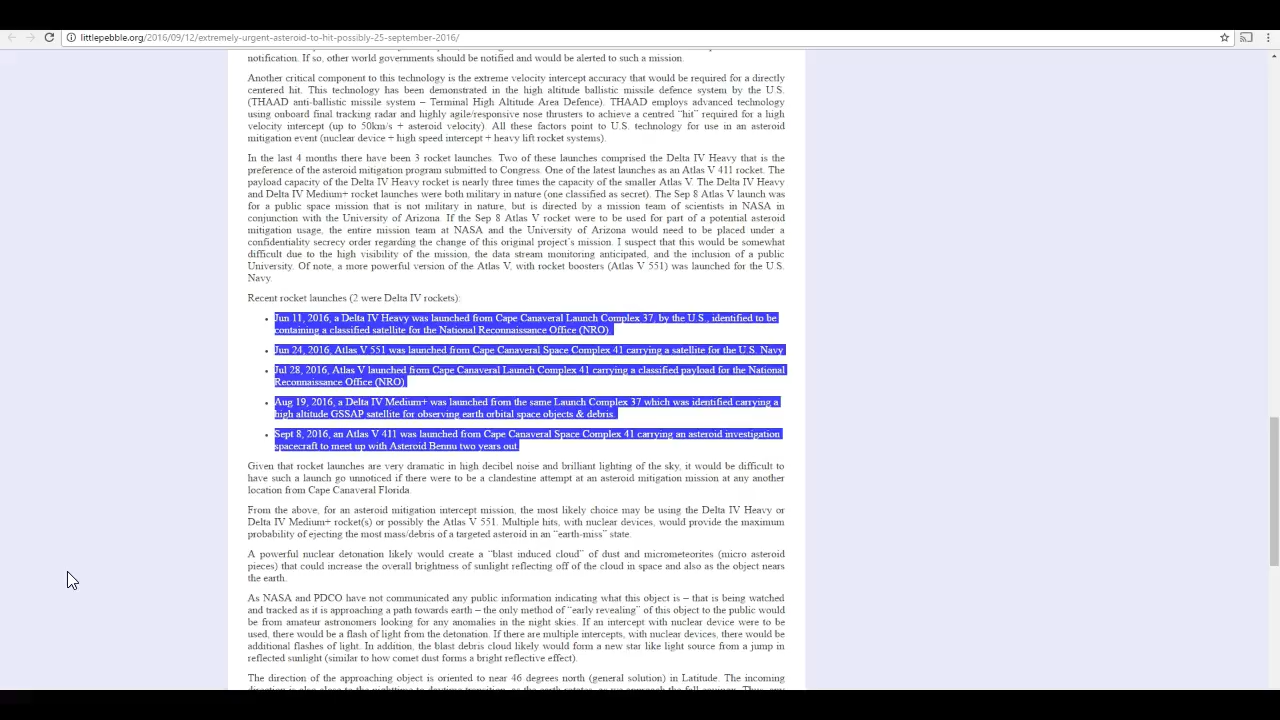 littlepebble.org/2016/09/12/extremely-urgent-asteroid-to-hit-possibly-25-september-2016/
notification. If so, other world governments should be notified and would be alerted to such a mission.
Another critical component to this technology is the extreme velocity intercept accuracy that would be required for a directly
centered hit. This technology has been demonstrated in the high altitude ballistic missile defence system by the U.S.
(THAAD anti-ballistic missile system – Terminal High Altitude Area Defence). THAAD employs advanced technology
using onboard final tracking radar and highly agile/responsive nose thrusters to achieve a centred “hit” required for a high
velocity intercept (up to 50km/s + asteroid velocity). All these factors point to U.S. technology for use in an asteroid
mitigation event (nuclear device + high speed intercept + heavy lift rocket systems).
In the last 4 months there have been 3 rocket launches. Two of these launches comprised the Delta IV Heavy that is the
preference of the asteroid mitigation program submitted to Congress. One of the latest launches as an Atlas V 411 rocket. The
payload capacity of the Delta IV Heavy rocket is nearly three times the capacity of the smaller Atlas V. The Delta IV Heavy
and Delta IV Medium+ rocket launches were both military in nature (one classified as secret). The Sep 8 Atlas V launch was
for a public space mission that is not military in nature, but is directed by a mission team of scientists in NASA in
conjunction with the University of Arizona. If the Sep 8 Atlas V rocket were to be used for part of a potential asteroid
mitigation usage, the entire mission team at NASA and the University of Arizona would need to be placed under a
confidentiality secrecy order regarding the change of this original project’s mission. I suspect that this would be somewhat
difficult due to the high visibility of the mission, the data stream monitoring anticipated, and the inclusion of a public
University. Of note, a more powerful version of the Atlas V, with rocket boosters (Atlas V 551) was launched for the U.S.
Navy.
Recent rocket launches (2 were Delta IV rockets):
• Jun 11, 2016, a Delta IV Heavy was launched from Cape Canaveral Launch Complex 37, by the U.S., identified to be
containing a classified satellite for the National Reconnaissance Office (NRO).
• Jun 24, 2016, Atlas V 551 was launched from Cape Canaveral Space Complex 41 carrying a satellite for the U.S. Navy
• Jul 28, 2016, Atlas V launched from Cape Canaveral Launch Complex 41 carrying a classified payload for the National
Reconnaissance Office (NRO)
• Aug 19, 2016, a Delta IV Medium+ was launched from the same Launch Complex 37 which was identified carrying a
high altitude GSSAP satellite for observing earth orbital space objects & debris.
• Sept 8, 2016, an Atlas V 411 was launched from Cape Canaveral Space Complex 41 carrying an asteroid investigation
spacecraft to meet up with Asteroid Bennu two years out.
Given that rocket launches are very dramatic in high decibel noise and brilliant lighting of the sky, it would be difficult to
have such a launch go unnoticed if there were to be a clandestine attempt at an asteroid mitigation mission at any another
location from Cape Canaveral Florida.
From the above, for an asteroid mitigation intercept mission, the most likely choice may be using the Delta IV Heavy or
Delta IV Medium+ rocket(s) or possibly the Atlas V 551. Multiple hits, with nuclear devices, would provide the maximum
probability of ejecting the most mass/debris of a targeted asteroid in an “earth-miss” state.
A powerful nuclear detonation likely would create a “blast induced cloud” of dust and micrometeorites (micro asteroid
pieces) that could increase the overall brightness of sunlight reflecting off of the cloud in space and also as the object nears
the earth.
As NASA and PDCO have not communicated any public information indicating what this object is – that is being watched
and tracked as it is approaching a path towards earth – the only method of “early revealing” of this object to the public would
be from amateur astronomers looking for any anomalies in the night skies. If an intercept with nuclear device were to be
used, there would be a flash of light from the detonation. If there are multiple intercepts, with nuclear devices, there would be
additional flashes of light. In addition, the blast debris cloud likely would form a new star like light source from a jump in
reflected sunlight (similar to how comet dust forms a bright reflective effect).
The direction of the approaching object is oriented to near 46 degrees north (general solution) in Latitude. The incoming